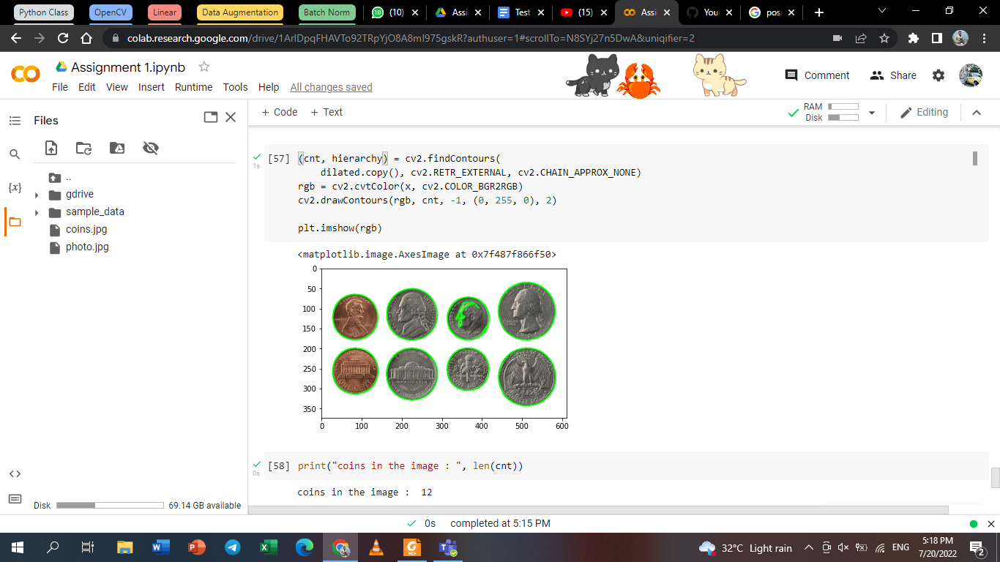 Python Class
OpenCV
Linear
Data Augmentation
Batch Norm
(10)
Assi
Test
(15)
Assi
Your
posi
colab.research.google.com/drive/1ArlDpqFHAVTo92TRpYjO8A8mI975gskR?authuser=1#scrollTo=N8SYj27n5DwA&uniqifier=2
Assignment 1.ipynb
File Edit View Insert Runtime Tools Help All changes saved
Comment
Share
Files
+ Code + Text
RAM
Disk
Editing
..
gdrive
sample_data
coins.jpg
photo.jpg
[57] (cnt, hierarchy) = cv2.findContours(
1s
dilated.copy(), cv2.RETR_EXTERNAL, cv2.CHAIN_APPROX_NONE)
rgb = cv2.cvtColor(x, cv2.COLOR_BGR2RGB)
cv2.drawContours(rgb, cnt, -1, (0, 255, 0), 2)
plt.imshow(rgb)
<matplotlib.image.AxesImage at 0x7f487f866f50>
0
50
100
150
200
250
300
350
0 100 200 300 400 500 600
[58] print("coins in the image : ", len(cnt))
0s
coins in the image :  12
Disk 69.14 GB available
0s completed at 5:15 PM
32°C Light rain
ENG
5:18 PM
7/20/2022
2